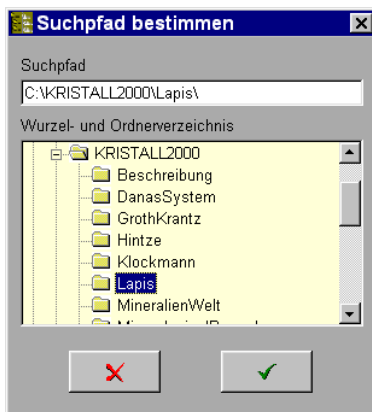 Suchpfad bestimmen
Suchpfad
C:\KRISTALL2000\Lapis\
Wurzel- und Ordnerverzeichnis
KRISTALL2000
Beschreibung
DanasSystem
GrothKrantz
Hintze
Klockmann
Lapis
MineralienWelt